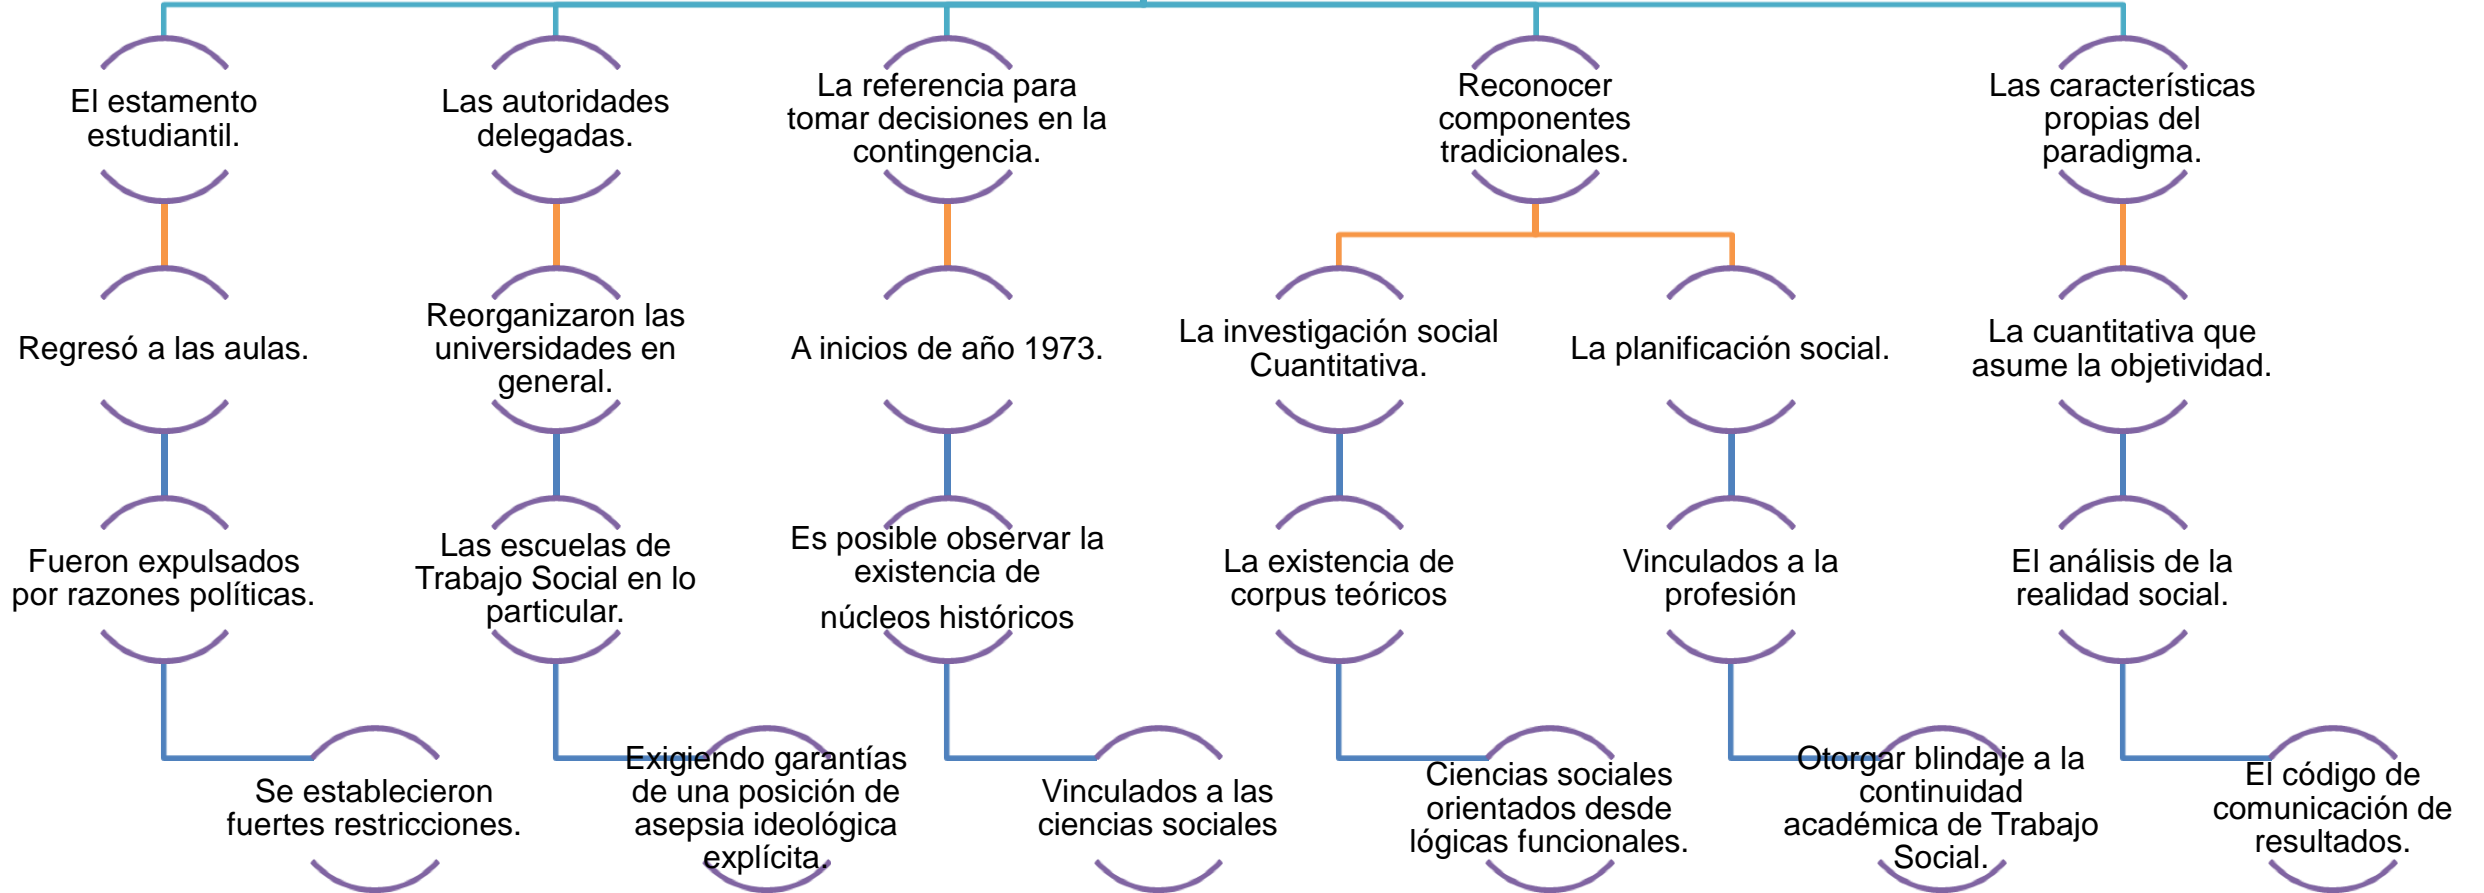 El estamento
estudiantil.
Las autoridades
delegadas.
La referencia para
tomar decisiones en la
contingencia.
Reconocer
componentes
tradicionales.
Las características
propias del
paradigma.
Regresó a las aulas.
Reorganizaron las
universidades en
general.
A inicios de año 1973.
La investigación social
Cuantitativa.
La planificación social.
La cuantitativa que
asume la objetividad.
Fueron expulsados
por razones políticas.
Las escuelas de
Trabajo Social en lo
particular.
Es posible observar la
existencia de
núcleos históricos
La existencia de
corpus teóricos
Vinculados a la
profesión
El análisis de la
realidad social.
Se establecieron
fuertes restricciones.
Exigiendo garantías
de una posición de
asepsia ideológica
explícita.
Vinculados a las
ciencias sociales
Ciencias sociales
orientados desde
lógicas funcionales.
Otorgar blindaje a la
continuidad
académica de Trabajo
Social.
El código de
comunicación de
resultados.